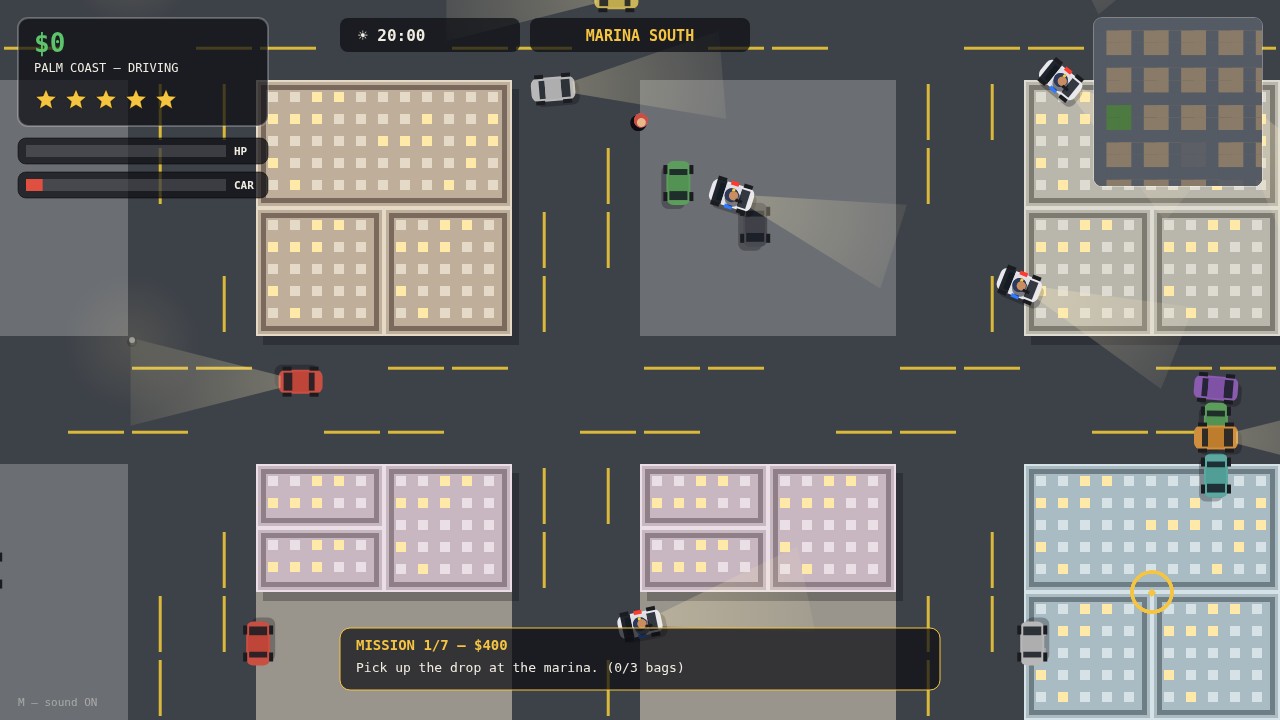 $0
PALM COAST — DRIVING
HP
CAR
☀ 20:00
MARINA SOUTH
MISSION 1/7 — $400
Pick up the drop at the marina. (0/3 bags)
M — sound ON